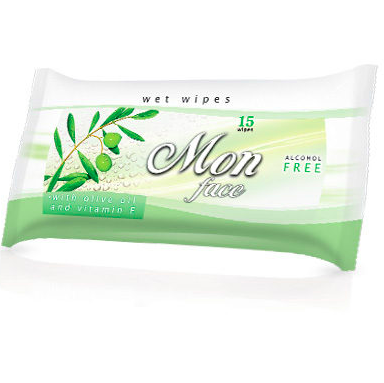 wet wipes
15
wipes
Mon
face
ALCOHOL
FREE
with olive oil
and vitamin E